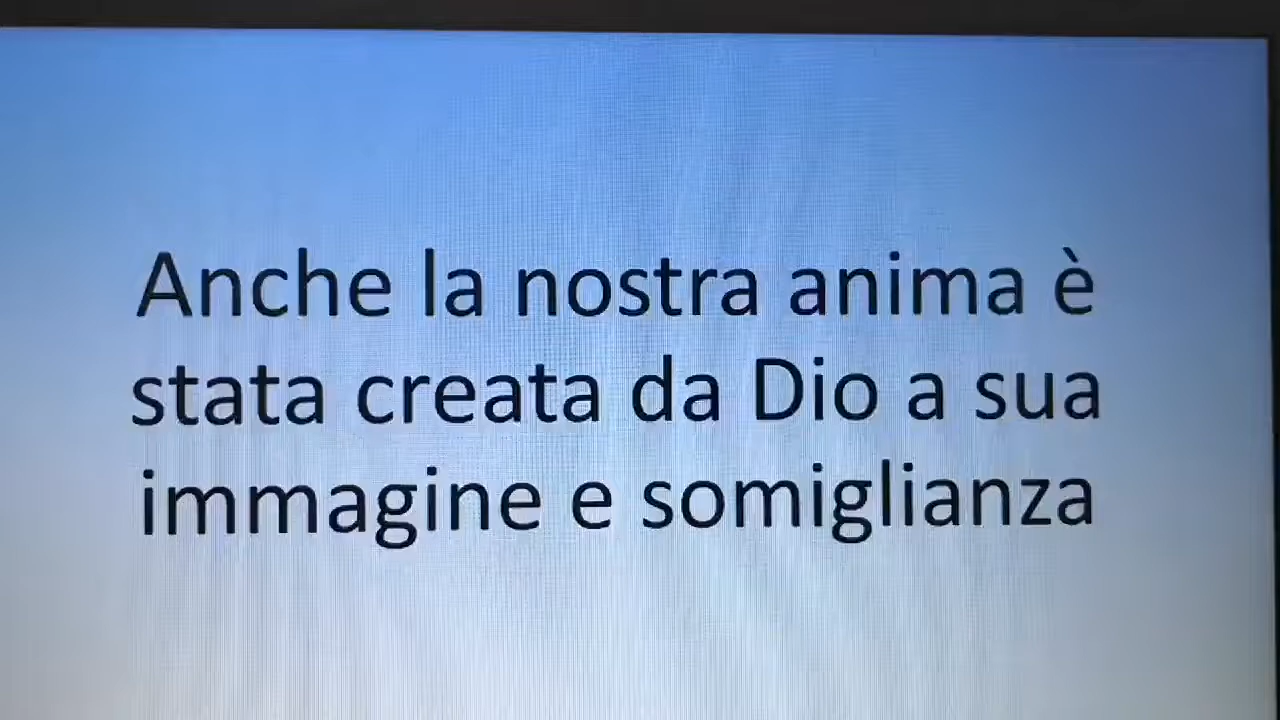 Anche la nostra anima è
stata creata da Dio a sua
immagine e somiglianza